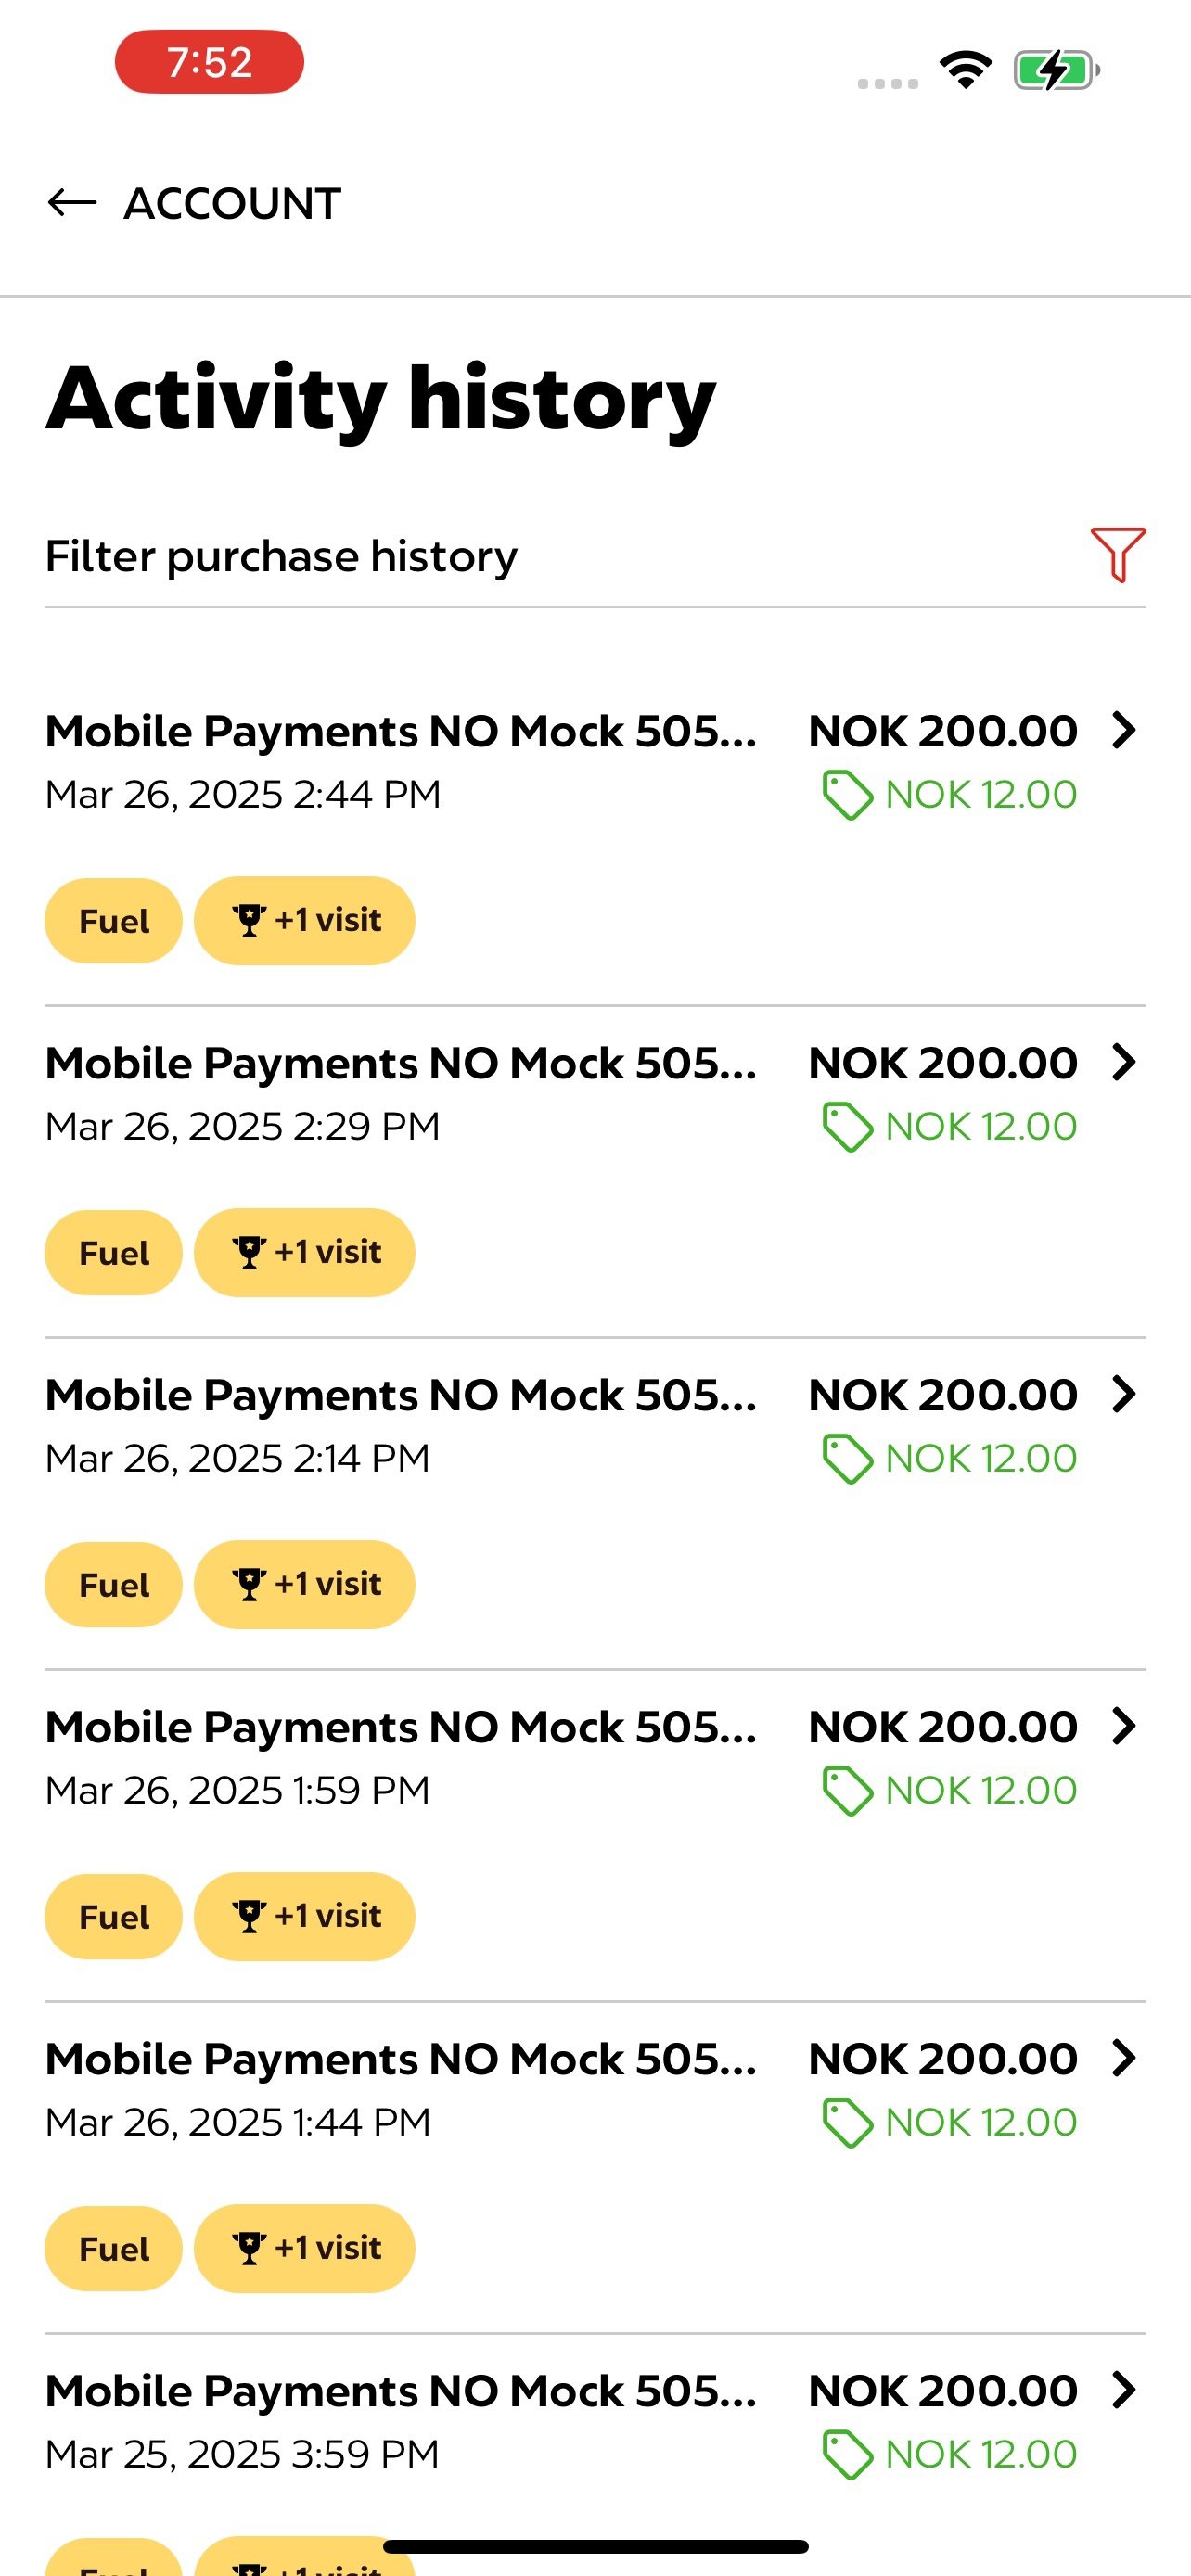 7:52
ACCOUNT
Activity history
Filter purchase history
Mobile Payments NO Mock 505... NOK 200.00
Mar 26, 2025 2:44 PM NOK 12.00
Fuel +1 visit
Mobile Payments NO Mock 505... NOK 200.00
Mar 26, 2025 2:29 PM NOK 12.00
Fuel +1 visit
Mobile Payments NO Mock 505... NOK 200.00
Mar 26, 2025 2:14 PM NOK 12.00
Fuel +1 visit
Mobile Payments NO Mock 505... NOK 200.00
Mar 26, 2025 1:59 PM NOK 12.00
Fuel +1 visit
Mobile Payments NO Mock 505... NOK 200.00
Mar 26, 2025 1:44 PM NOK 12.00
Fuel +1 visit
Mobile Payments NO Mock 505... NOK 200.00
Mar 25, 2025 3:59 PM NOK 12.00
Fuel +1 visit